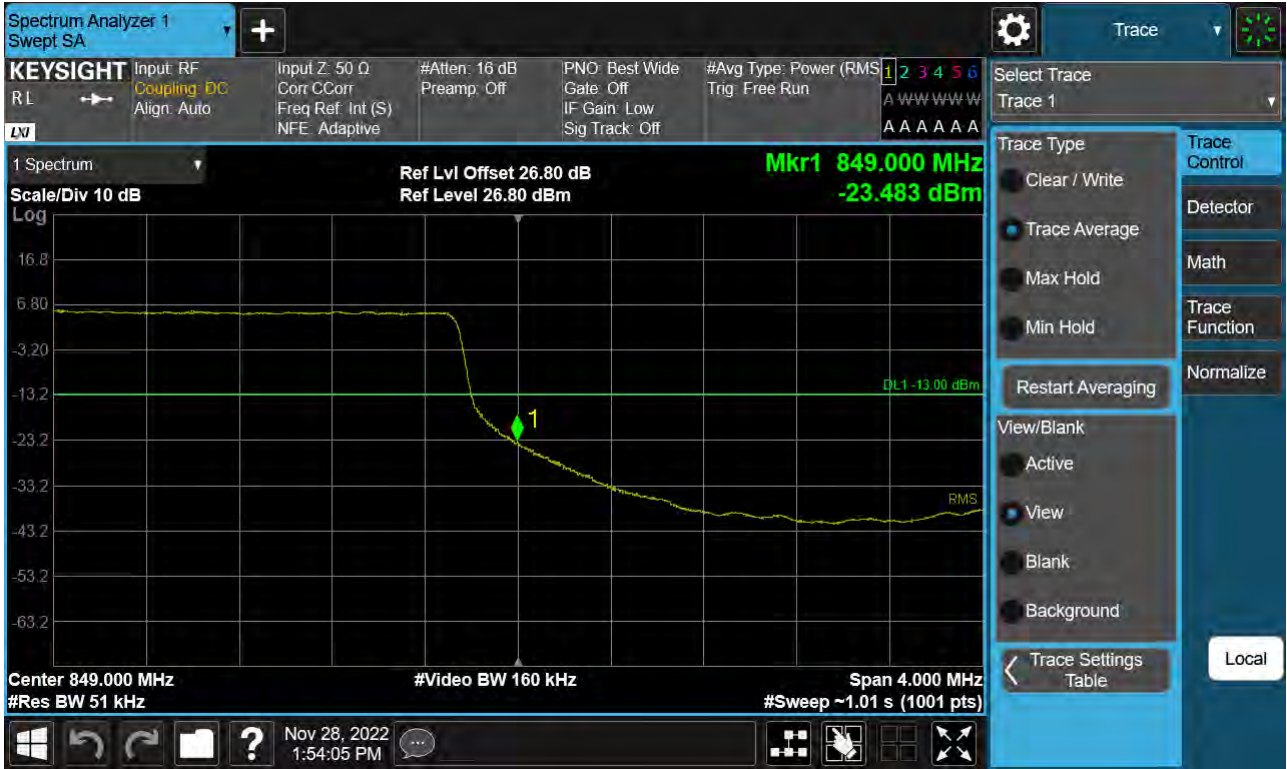 Spectrum Analyzer 1
Swept SA
+
Trace
KEYSIGHT
R L
LXI
Input: RF
Coupling: DC
Align: Auto
Input Z: 50 Ω
Corr CCorr
Freq Ref: Int (S)
NFE: Adaptive
#Atten: 16 dB
Preamp: Off
PNO: Best Wide
Gate: Off
IF Gain: Low
Sig Track: Off
#Avg Type: Power (RMS
Trig: Free Run
1 2 3 4 5 6
A W W W W W
A A A A A A
Select Trace
Trace 1
1 Spectrum
Scale/Div 10 dB
Log
Ref Lvl Offset 26.80 dB
Ref Level 26.80 dBm
Mkr1 849.000 MHz
-23.483 dBm
16.8
6.80
-3.20
-13.2
-23.2
-33.2
-43.2
-53.2
-63.2
DL1 -13.00 dBm
1
RMS
Center 849.000 MHz
#Res BW 51 kHz
#Video BW 160 kHz
Span 4.000 MHz
#Sweep ~1.01 s (1001 pts)
Trace Type
Clear / Write
Trace Average
Max Hold
Min Hold
Restart Averaging
View/Blank
Active
View
Blank
Background
Trace Settings
Table
Trace
Control
Detector
Math
Trace
Function
Normalize
Local
?
Nov 28, 2022
1:54:05 PM